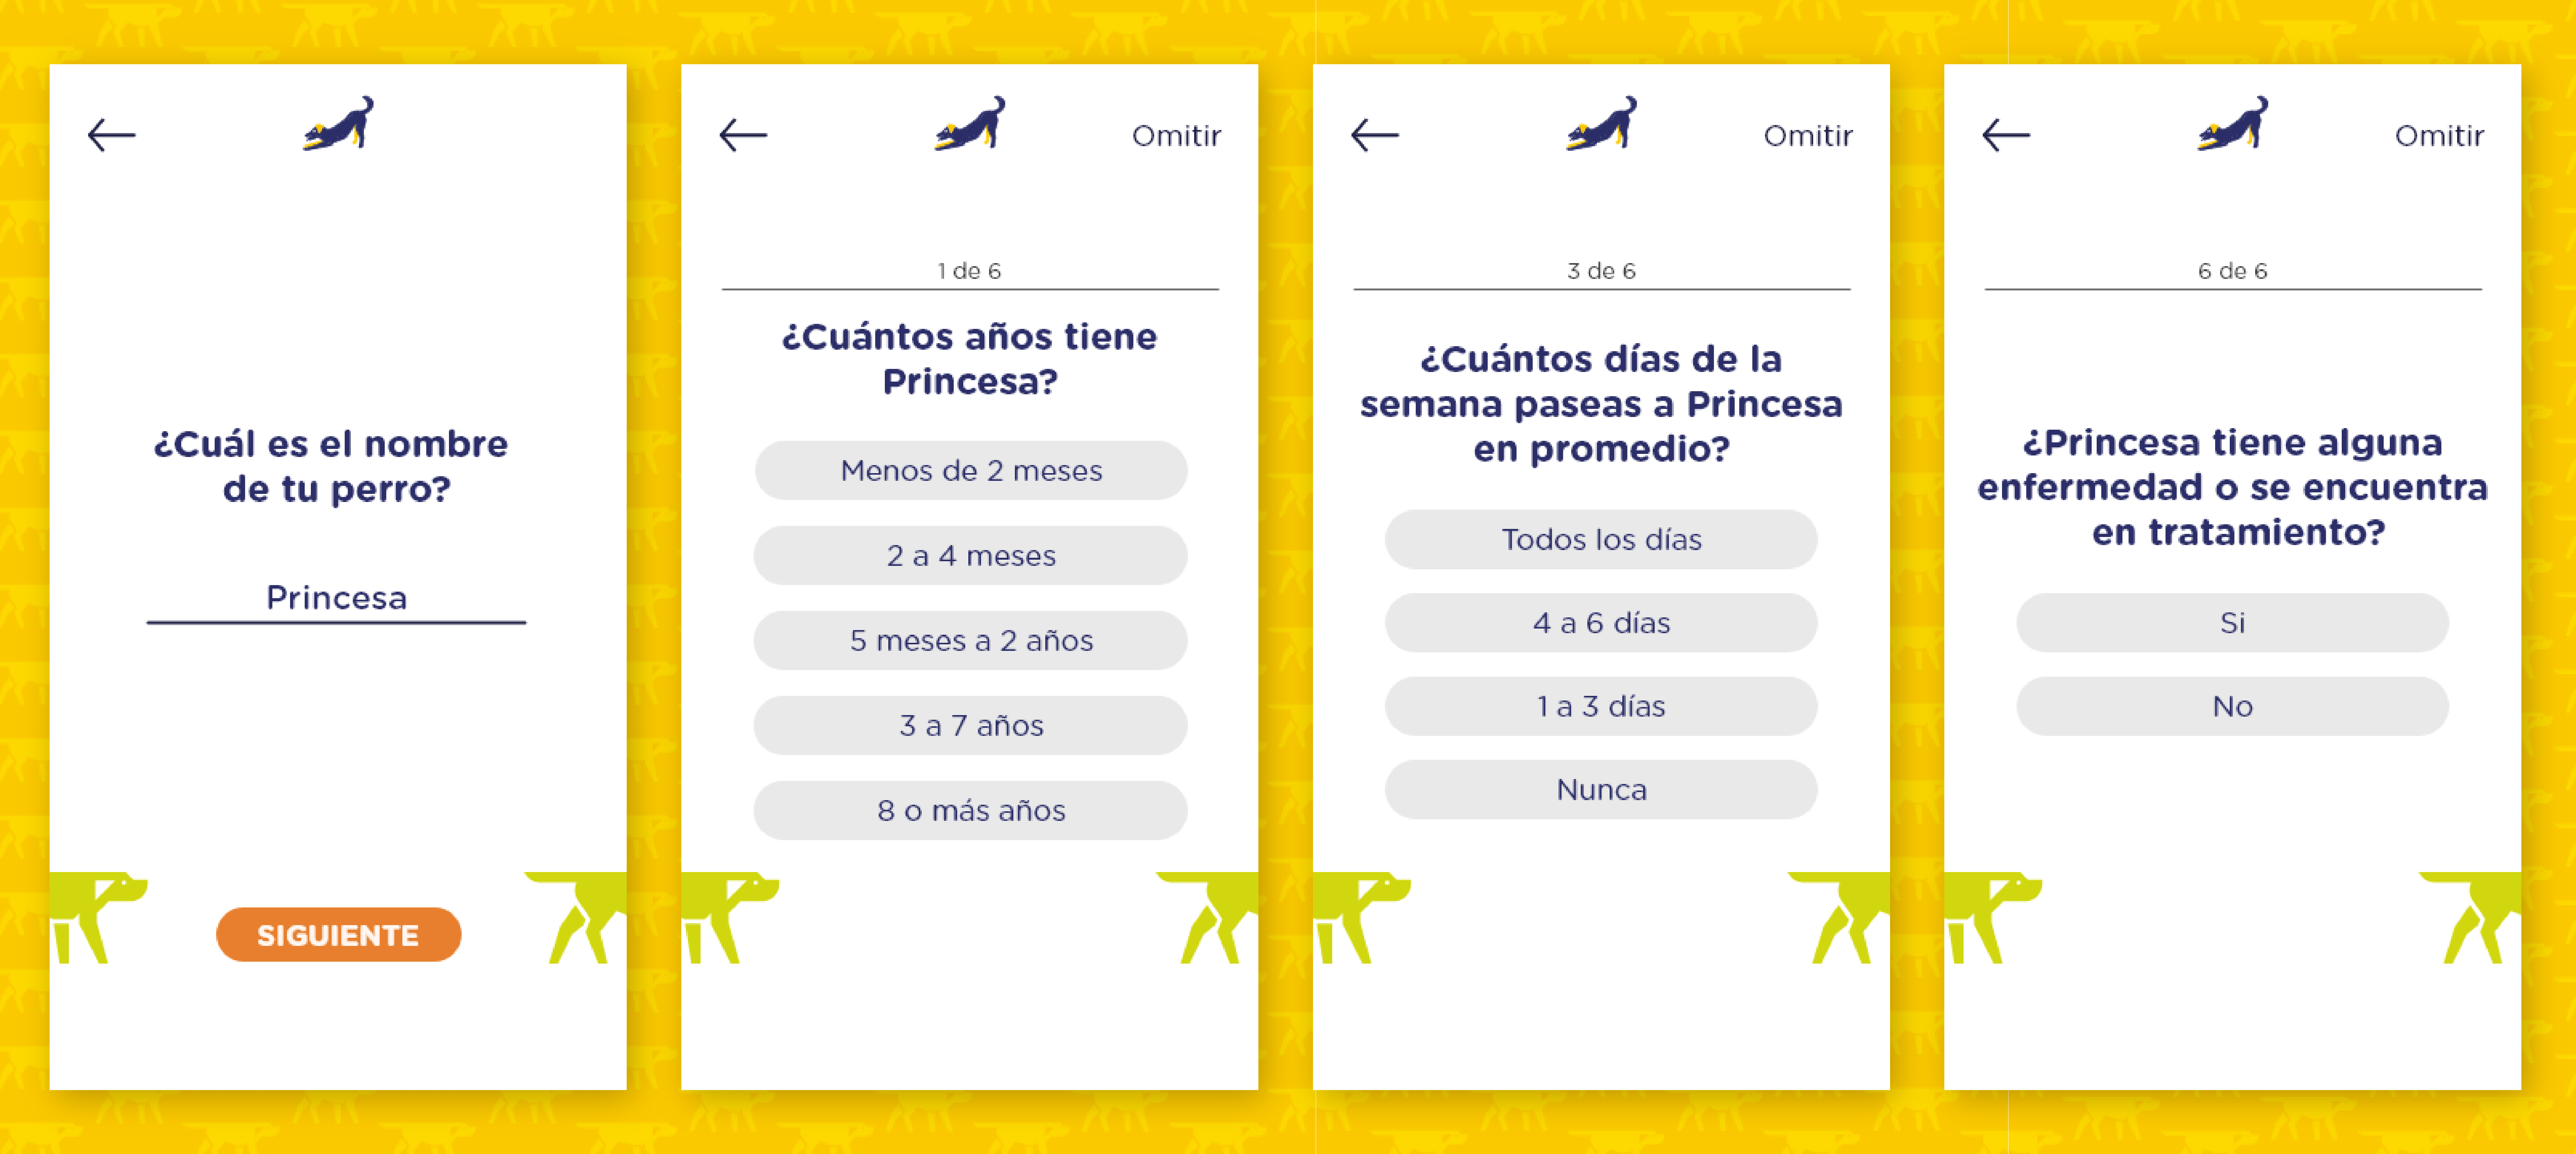 ¿Cuál es el nombre
de tu perro?
Princesa
SIGUIENTE
Omitir
1 de 6
¿Cuántos años tiene
Princesa?
Menos de 2 meses
2 a 4 meses
5 meses a 2 años
3 a 7 años
8 o más años
Omitir
3 de 6
¿Cuántos días de la
semana paseas a Princesa
en promedio?
Todos los días
4 a 6 días
1 a 3 días
Nunca
Omitir
6 de 6
¿Princesa tiene alguna
enfermedad o se encuentra
en tratamiento?
Si
No